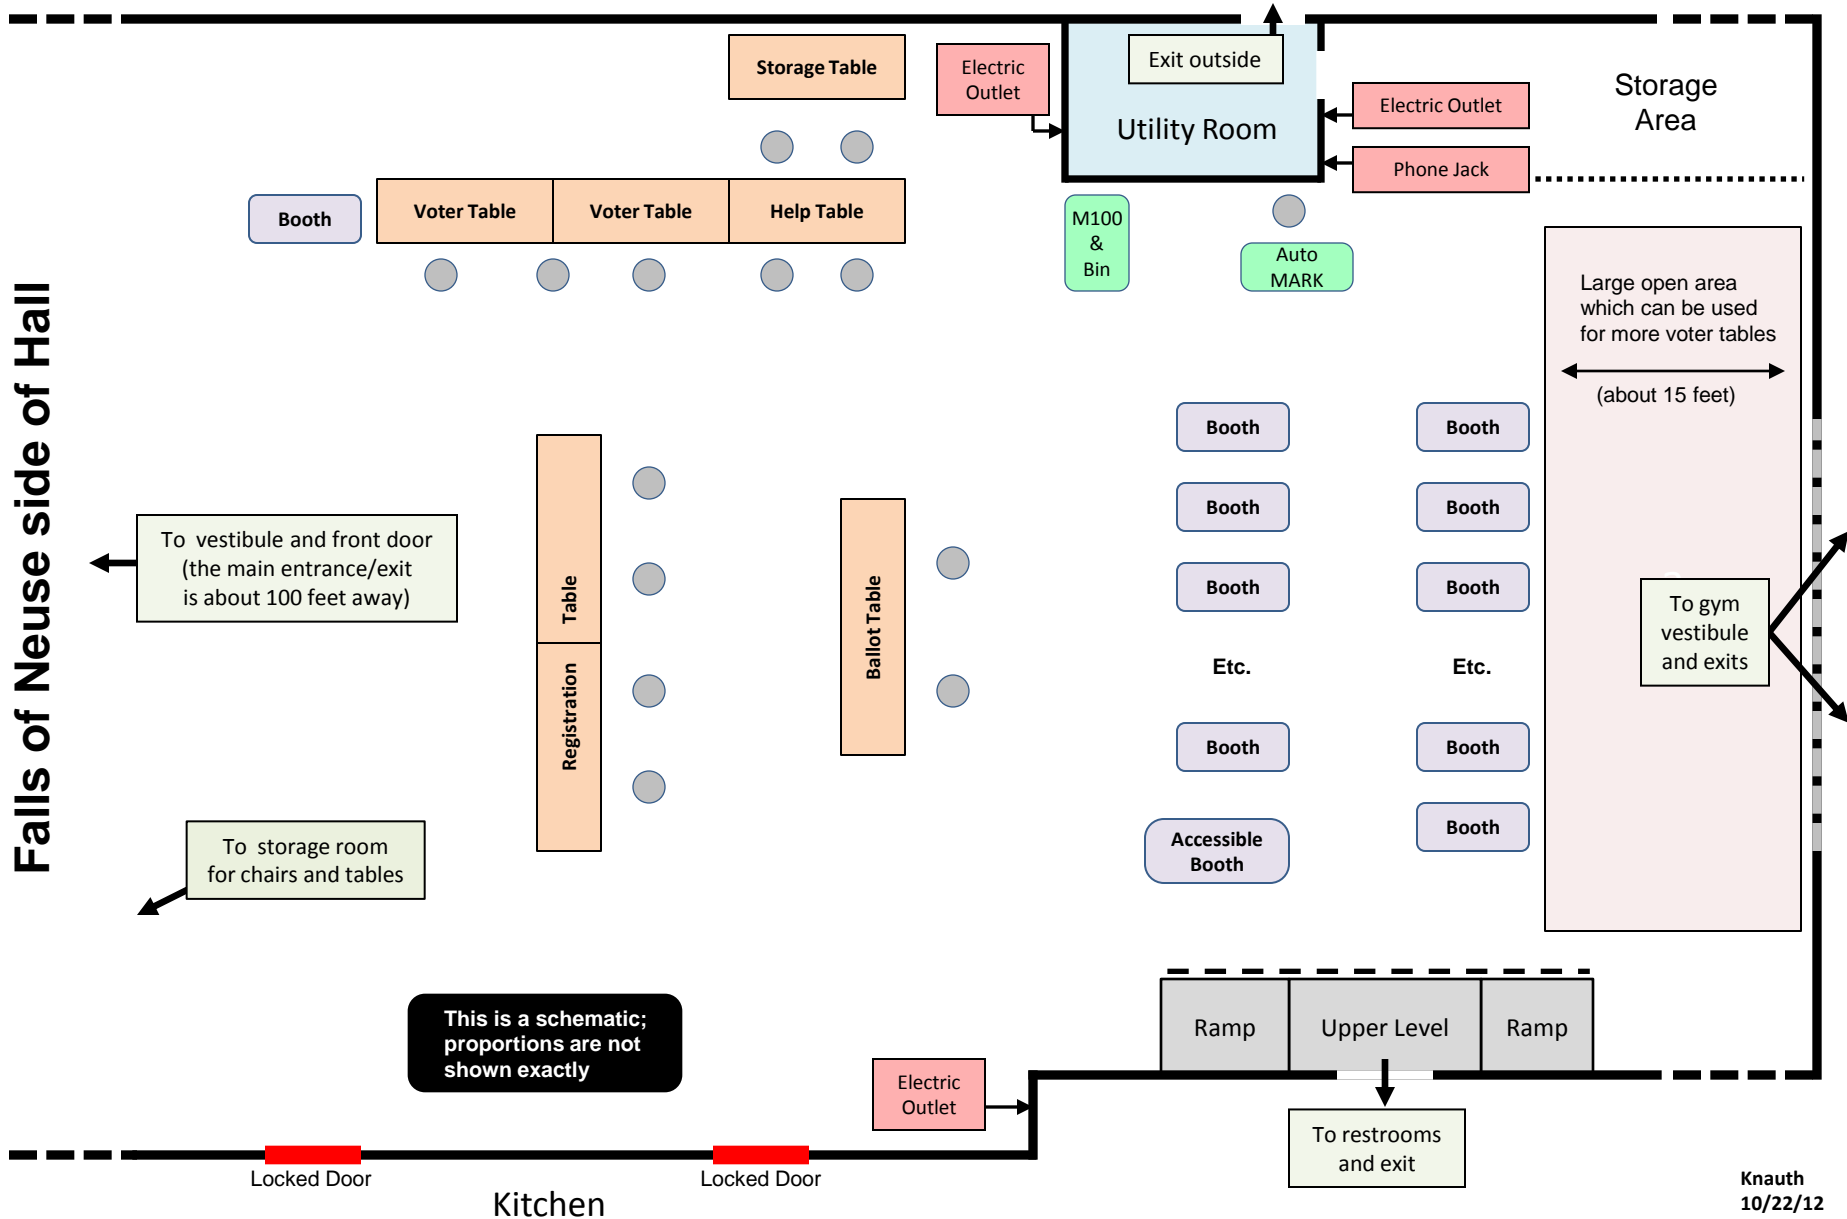 Falls of Neuse side of Hall
Storage Table
Electric
Outlet
Exit outside
Utility Room
Electric Outlet
Phone Jack
Storage
Area
Booth
Voter Table
Voter Table
Help Table
M100
&
Bin
Auto
MARK
Large open area
which can be used
for more voter tables
(about 15 feet)
To vestibule and front door
(the main entrance/exit
is about 100 feet away)
Registration Table
Ballot Table
Booth
Booth
Booth
Booth
Booth
Booth
Etc.
Etc.
Booth
Booth
Accessible
Booth
Booth
To gym
vestibule
and exits
To storage room
for chairs and tables
This is a schematic;
proportions are not
shown exactly
Ramp
Upper Level
Ramp
Electric
Outlet
To restrooms
and exit
Locked Door
Locked Door
Kitchen
Knauth
10/22/12